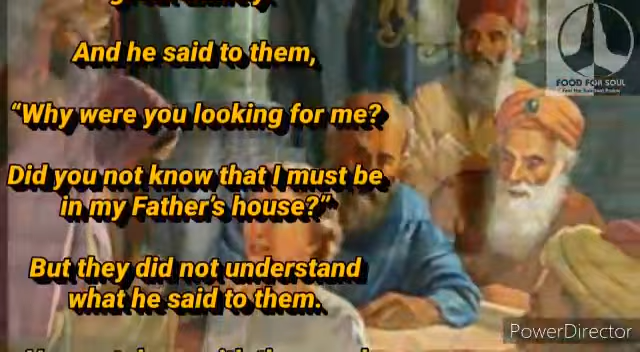 And he said to them,
“Why were you looking for me?
Did you not know that I must be
in my Father’s house?”
But they did not understand
what he said to them.
FOOD FOR SOUL
PowerDirector